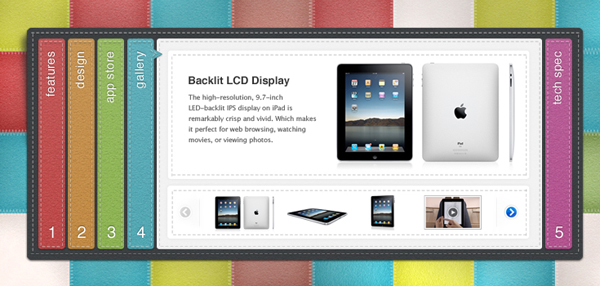 features
1
design
2
app store
3
gallery
4
Backlit LCD Display
The high-resolution, 9.7-inch
LED-backlit IPS display on iPad is
remarkably crisp and vivid. Which makes
it perfect for web browsing, watching
movies, or viewing photos.
iPad
tech spec
5